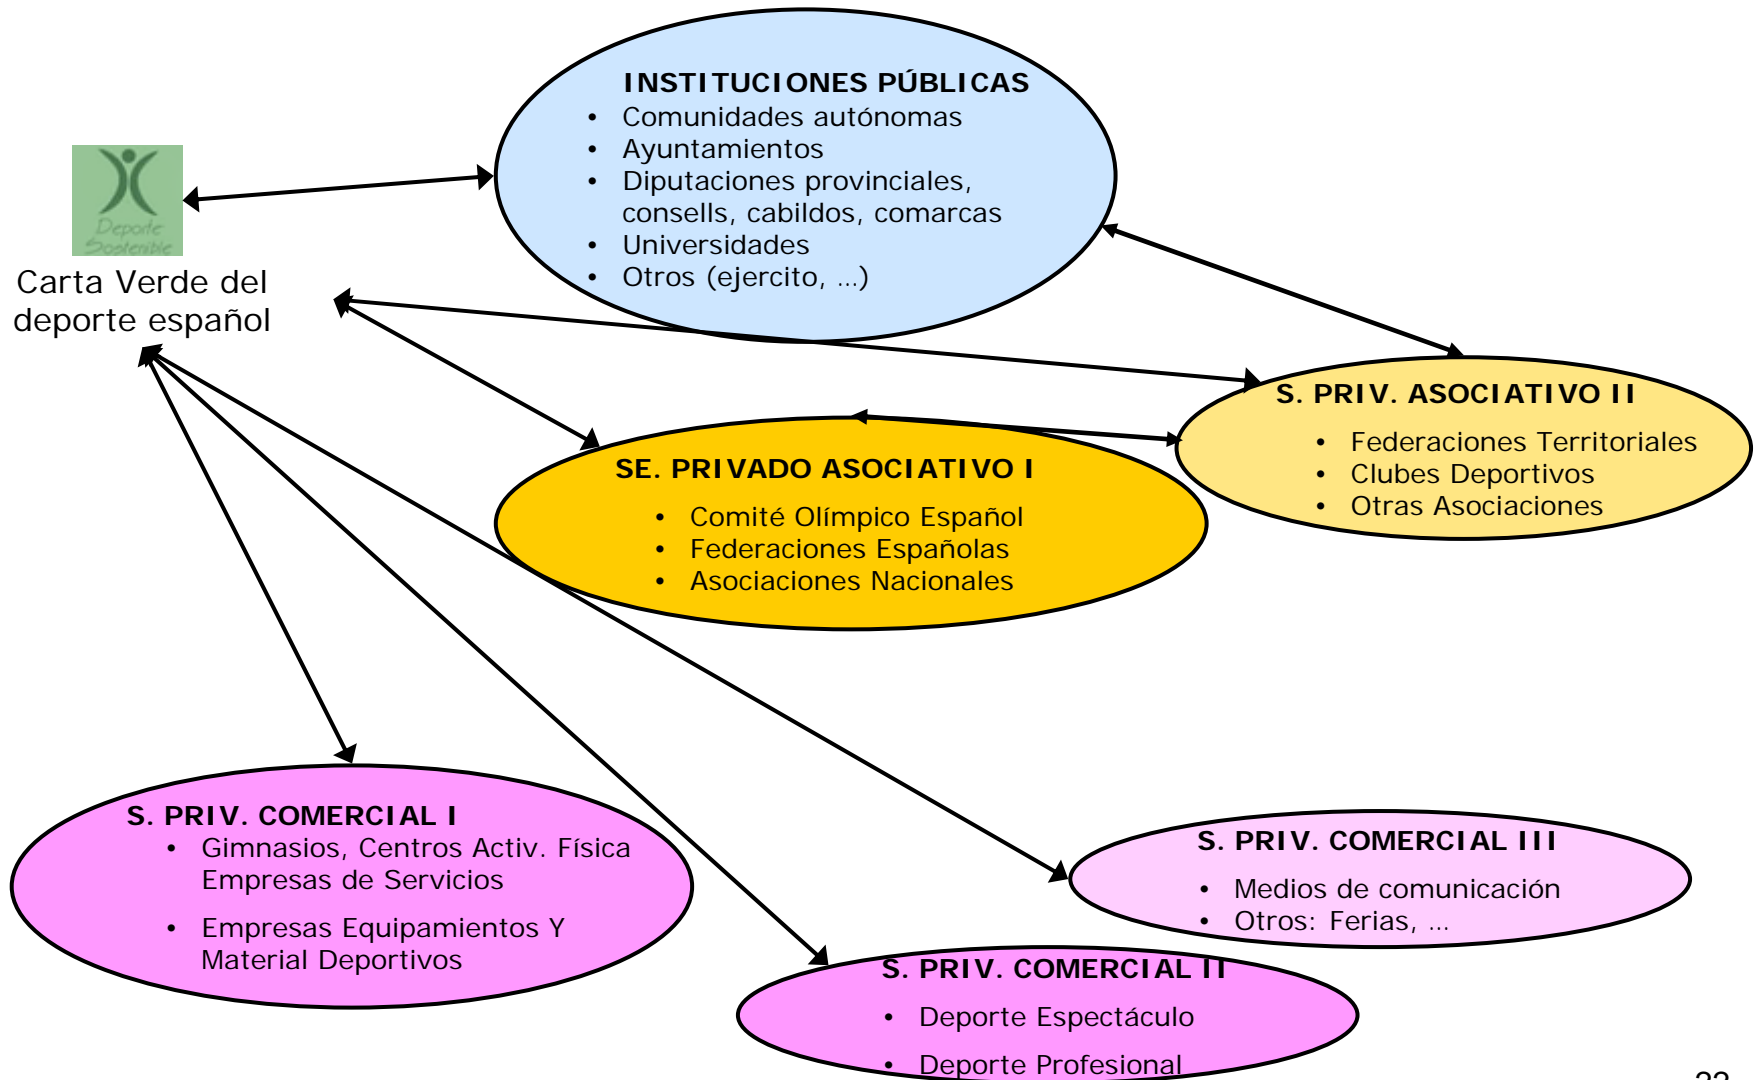 INSTITUCIONES PÚBLICAS
• Comunidades autónomas
• Ayuntamientos
• Diputaciones provinciales,
consells, cabildos, comarcas
• Universidades
• Otros (ejercito, ...)
Deporte
Sostenible
Carta Verde del
deporte español
S. PRIV. ASOCIATIVO II
• Federaciones Territoriales
• Clubes Deportivos
• Otras Asociaciones
SE. PRIVADO ASOCIATIVO I
• Comité Olímpico Español
• Federaciones Españolas
• Asociaciones Nacionales
S. PRIV. COMERCIAL I
• Gimnasios, Centros Activ. Física
Empresas de Servicios
• Empresas Equipamientos Y
Material Deportivos
S. PRIV. COMERCIAL III
• Medios de comunicación
• Otros: Ferias, ...
S. PRIV. COMERCIAL II
• Deporte Espectáculo
• Deporte Profesional